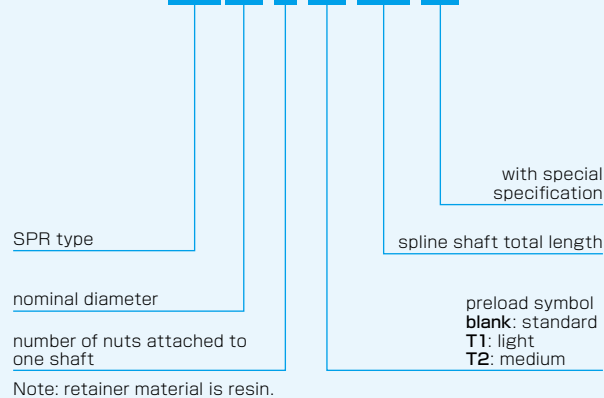 with special
specification
SPR type
spline shaft total length
nominal diameter
number of nuts attached to
one shaft
preload symbol
blank: standard
T1: light
T2: medium
Note: retainer material is resin.